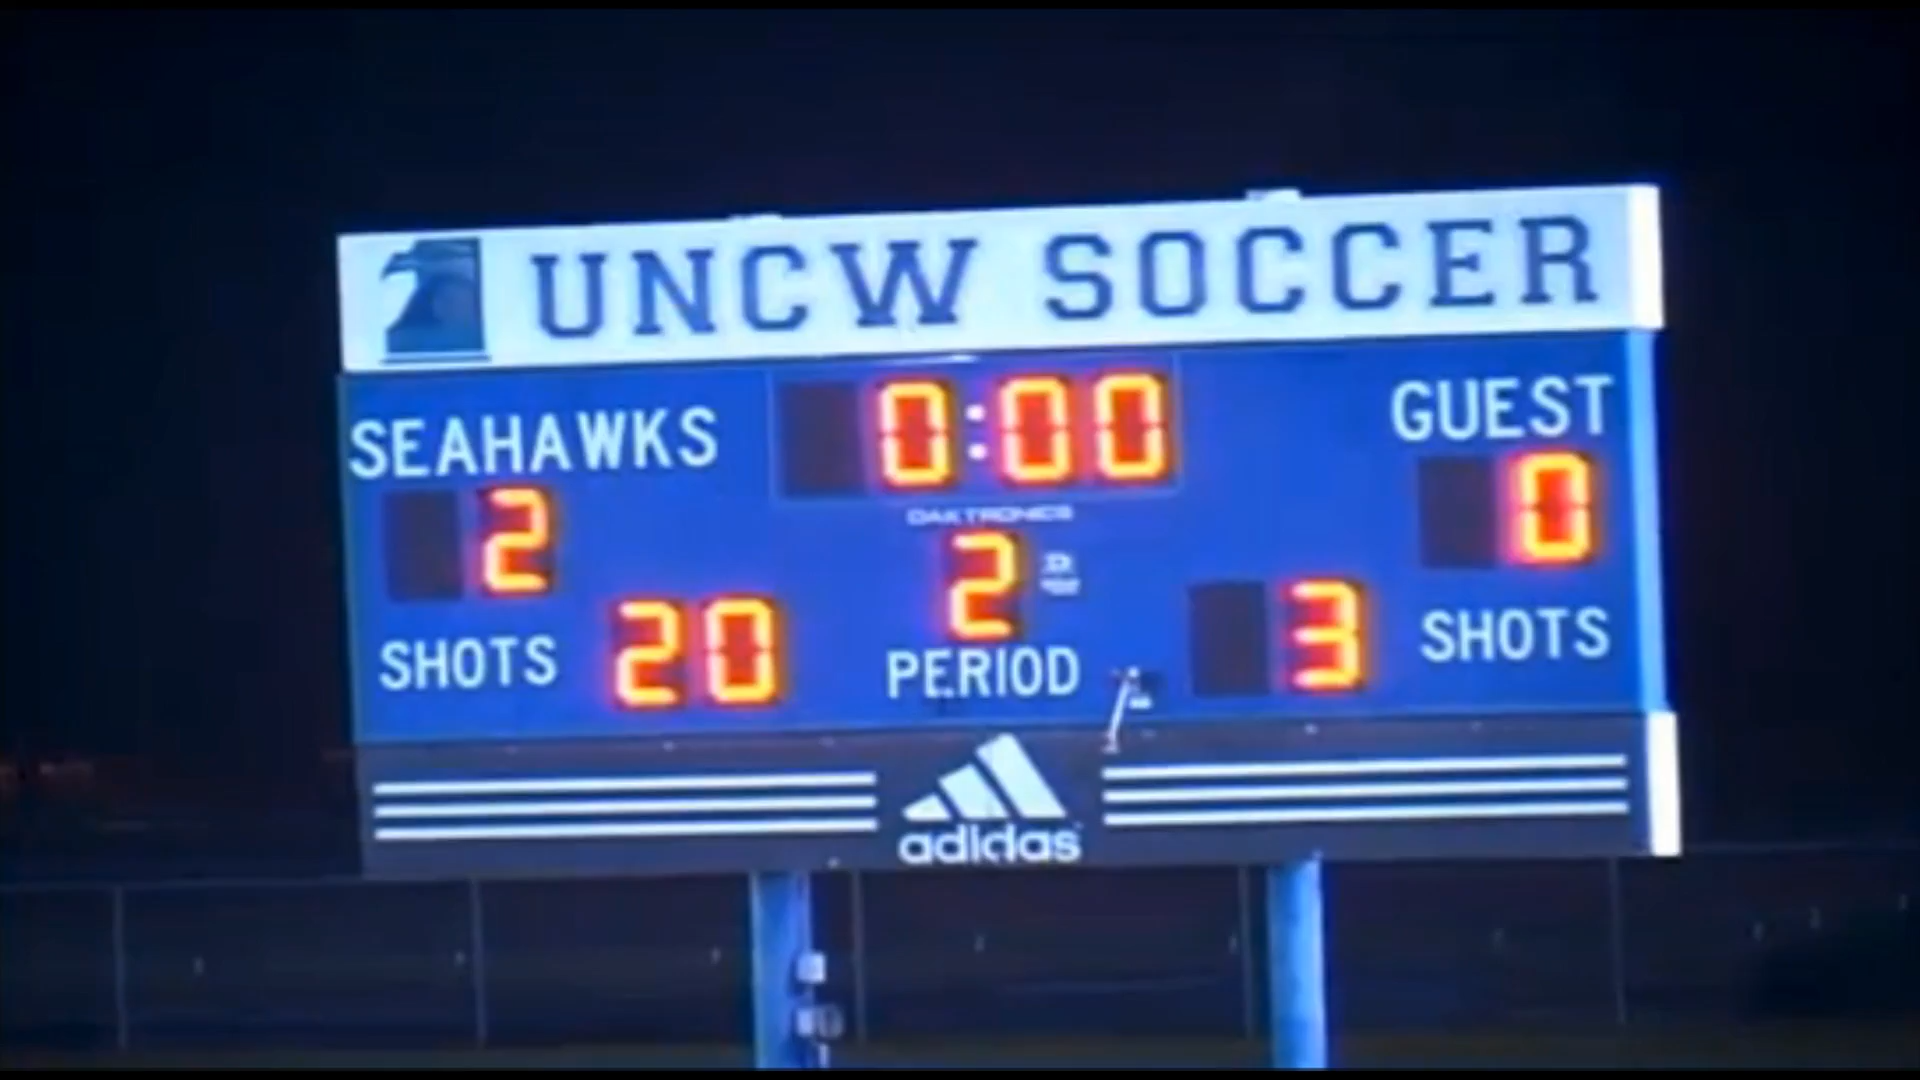 UNCW SOCCER
SEAHAWKS 0:00 GUEST
2 0
DAKTRONICS
2
SHOTS 20 PERIOD 3 SHOTS
adidas